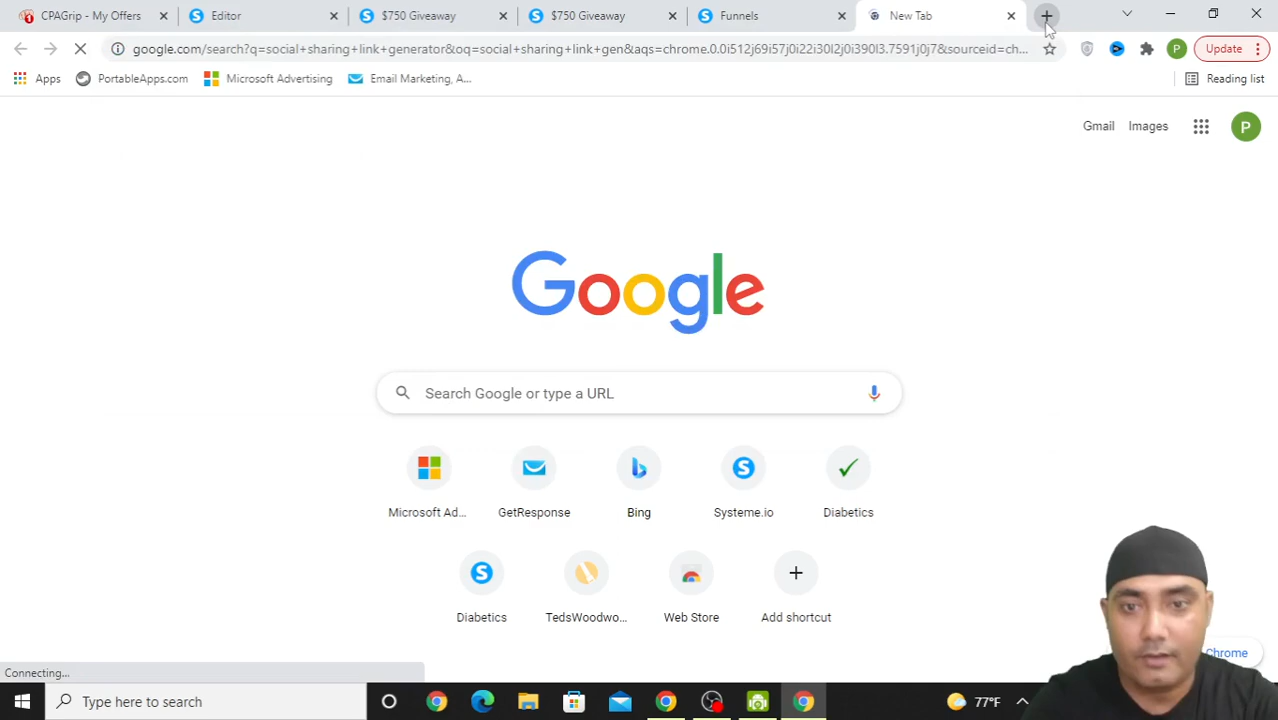 CPAGrip - My Offers
Editor
$750 Giveaway
$750 Giveaway
Funnels
New Tab
google.com/search?q=social+sharing+link+generator&oq=social+sharing+link+gen&aqs=chrome.0.0i512j69i57j0i22i30l2j0i390l3.7591j0j7&sourceid=ch...
Update
Apps
PortableApps.com
Microsoft Advertising
Email Marketing, A...
Reading list
Gmail
Images
P
Google
Search Google or type a URL
Microsoft Ad...
GetResponse
Bing
Systeme.io
Diabetics
Diabetics
TedsWoodwo...
Web Store
Add shortcut
Chrome
Connecting...
Type here to search
77°F